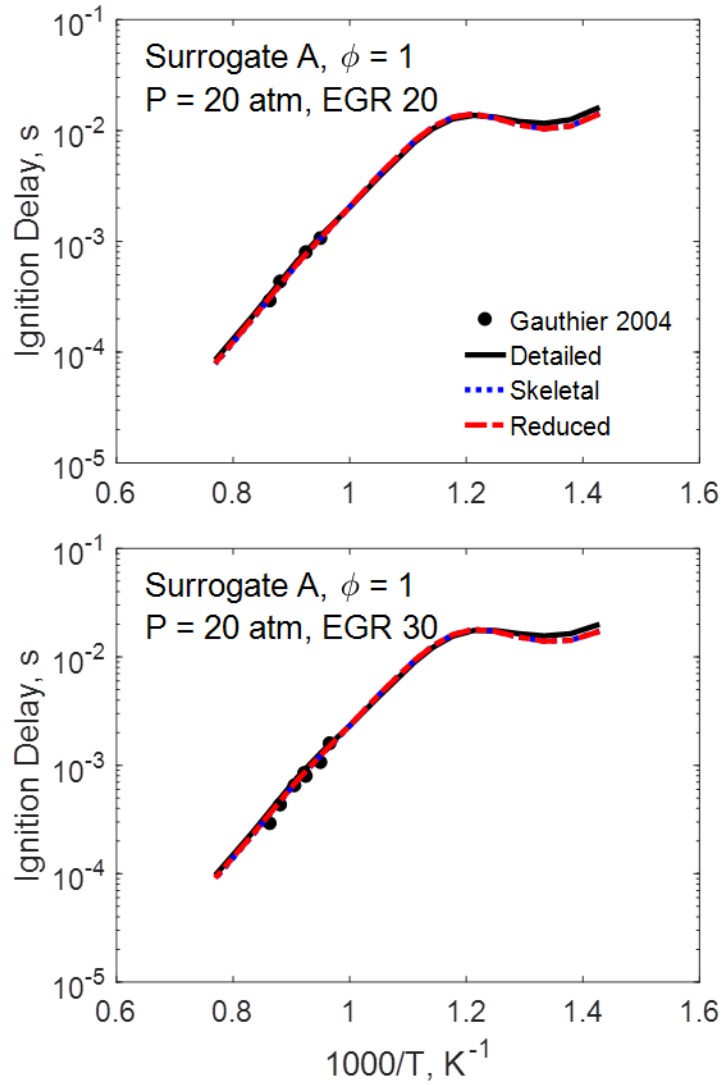 10^-1
Surrogate A, ϕ = 1
P = 20 atm, EGR 20
10^-2
10^-3
10^-4
10^-5
Ignition Delay, s
Gauthier 2004
Detailed
Skeletal
Reduced
0.6 0.8 1 1.2 1.4 1.6
10^-1
Surrogate A, ϕ = 1
P = 20 atm, EGR 30
10^-2
10^-3
10^-4
10^-5
Ignition Delay, s
0.6 0.8 1 1.2 1.4 1.6
1000/T, K^-1